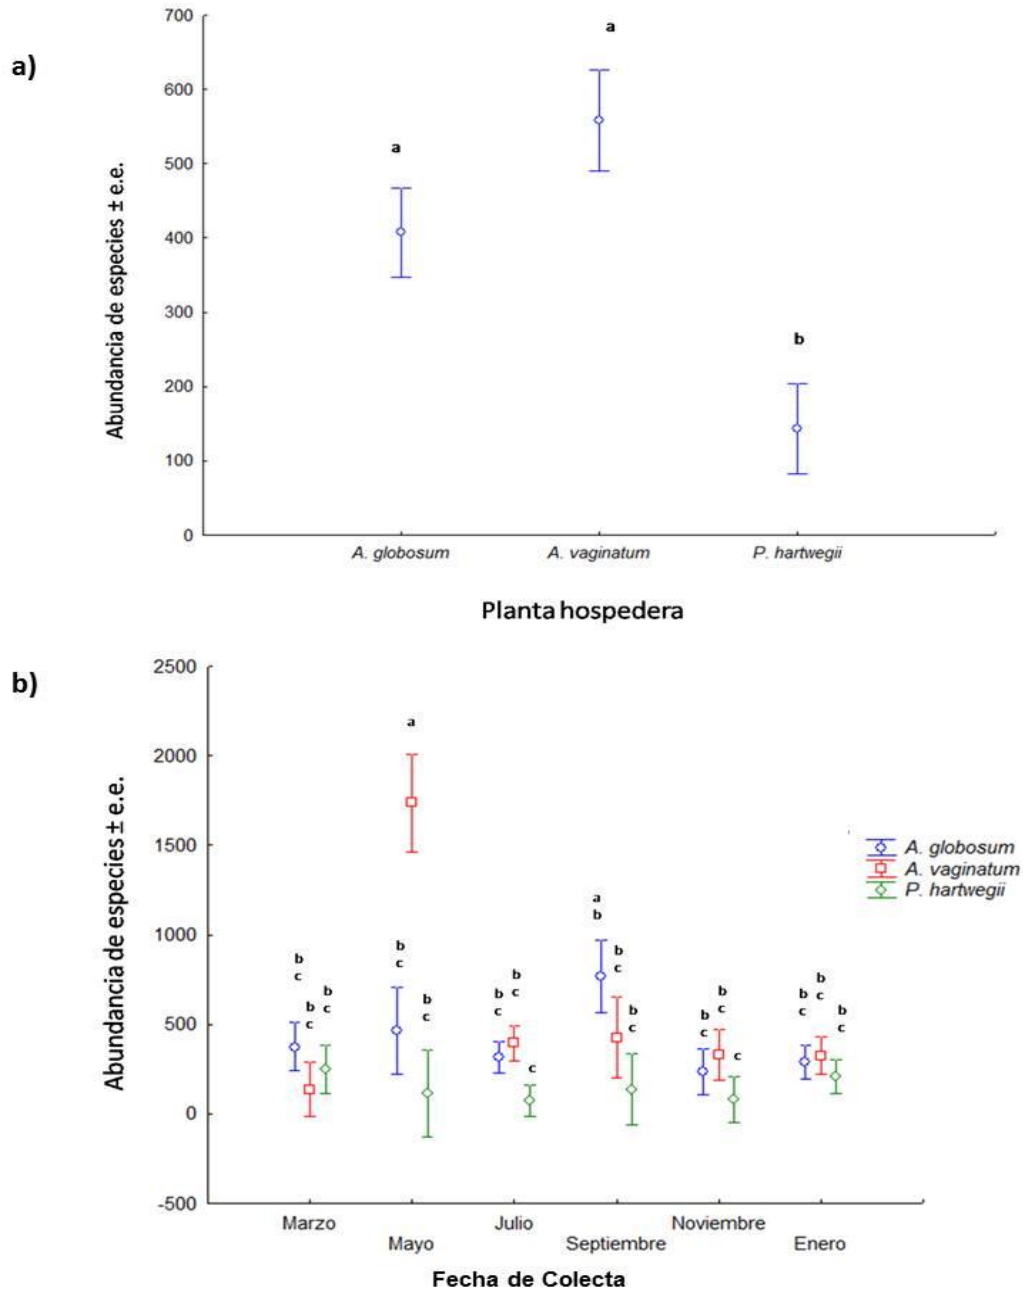 a)
Abundancia de especies ± e.e.
700
600
500
400
300
200
100
0
a
a
b
A. globosum
A. vaginatum
P. hartwegii
Planta hospedera
b)
Abundancia de especies ± e.e.
2500
2000
1500
1000
500
0
-500
b
c
b
c
b
c
b
c
a
b
c
b
c
b
c
c
a
b
b
c
b
c
b
c
b
c
c
b
c
b
c
b
c
A. globosum
A. vaginatum
P. hartwegii
Marzo
Mayo
Julio
Septiembre
Noviembre
Enero
Fecha de Colecta